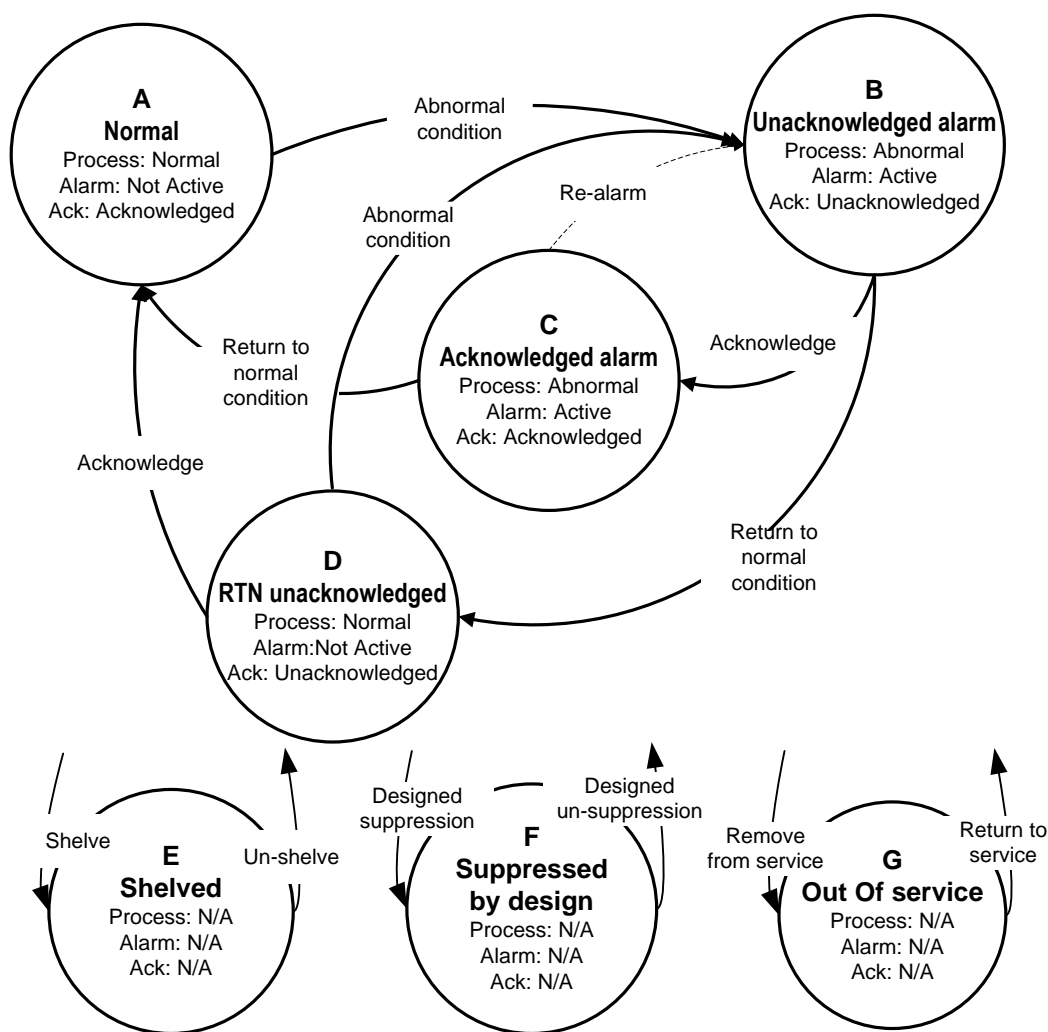 A
Normal
Process: Normal
Alarm: Not Active
Ack: Acknowledged
Abnormal
condition
B
Unacknowledged alarm
Process: Abnormal
Alarm: Active
Ack: Unacknowledged
Re-alarm
Abnormal
condition
C
Acknowledged alarm
Process: Abnormal
Alarm: Active
Ack: Acknowledged
Acknowledge
Return to
normal
condition
Acknowledge
D
RTN unacknowledged
Process: Normal
Alarm:Not Active
Ack: Unacknowledged
Return to
normal
condition
Shelve
Un-shelve
E
Shelved
Process: N/A
Alarm: N/A
Ack: N/A
Designed
suppression
Designed
un-suppression
F
Suppressed
by design
Process: N/A
Alarm: N/A
Ack: N/A
Remove
from service
Return to
service
G
Out Of service
Process: N/A
Alarm: N/A
Ack: N/A